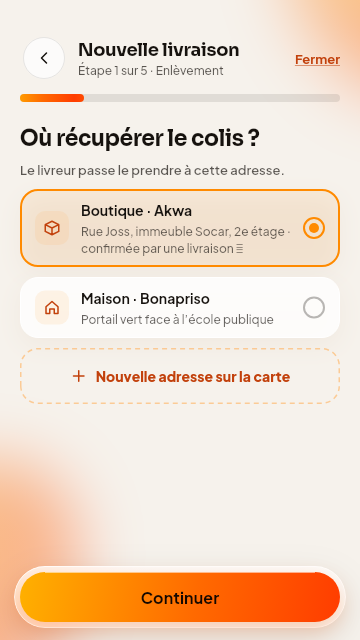 Nouvelle livraison
Étape 1 sur 5 · Enlèvement
Fermer
Où récupérer le colis ?
Le livreur passe le prendre à cette adresse.
Boutique · Akwa
Rue Joss, immeuble Socar, 2e étage ·
confirmée par une livraison
Maison · Bonapriso
Portail vert face à l'école publique
+ Nouvelle adresse sur la carte
Continuer